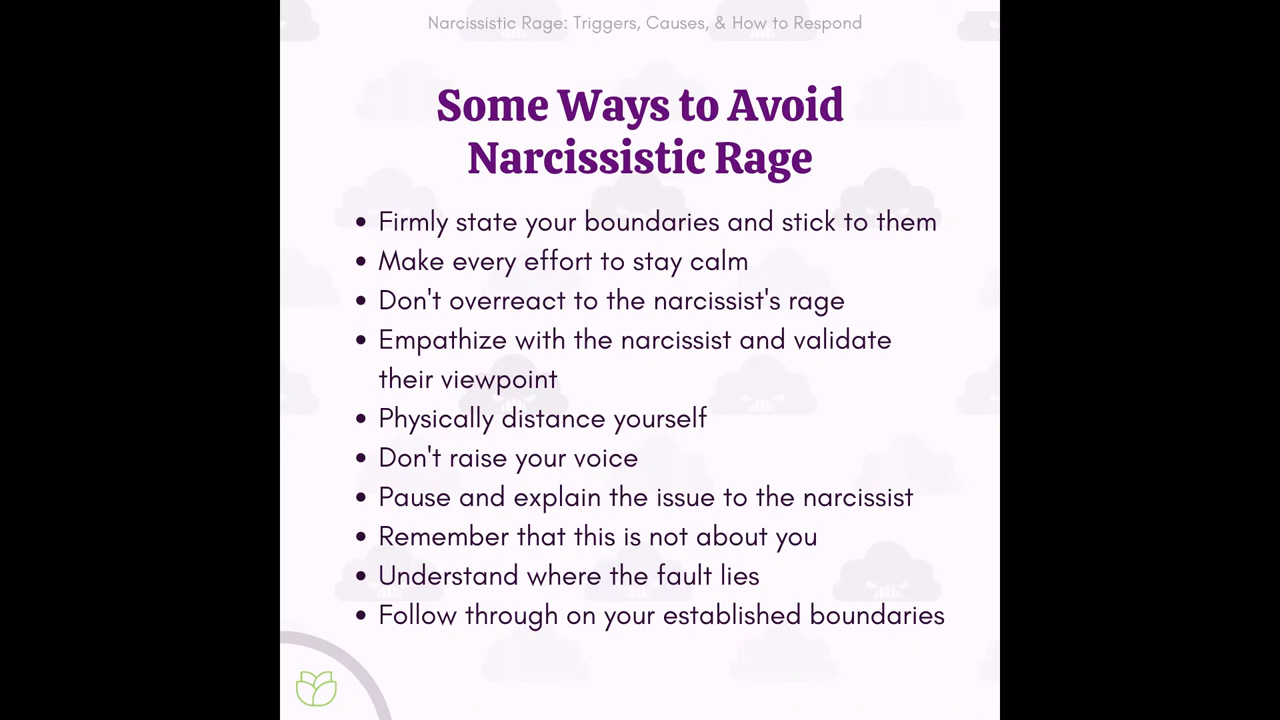 Narcissistic Rage: Triggers, Causes, & How to Respond
Some Ways to Avoid
Narcissistic Rage
• Firmly state your boundaries and stick to them
• Make every effort to stay calm
• Don't overreact to the narcissist's rage
• Empathize with the narcissist and validate
their viewpoint
• Physically distance yourself
• Don't raise your voice
• Pause and explain the issue to the narcissist
• Remember that this is not about you
• Understand where the fault lies
• Follow through on your established boundaries